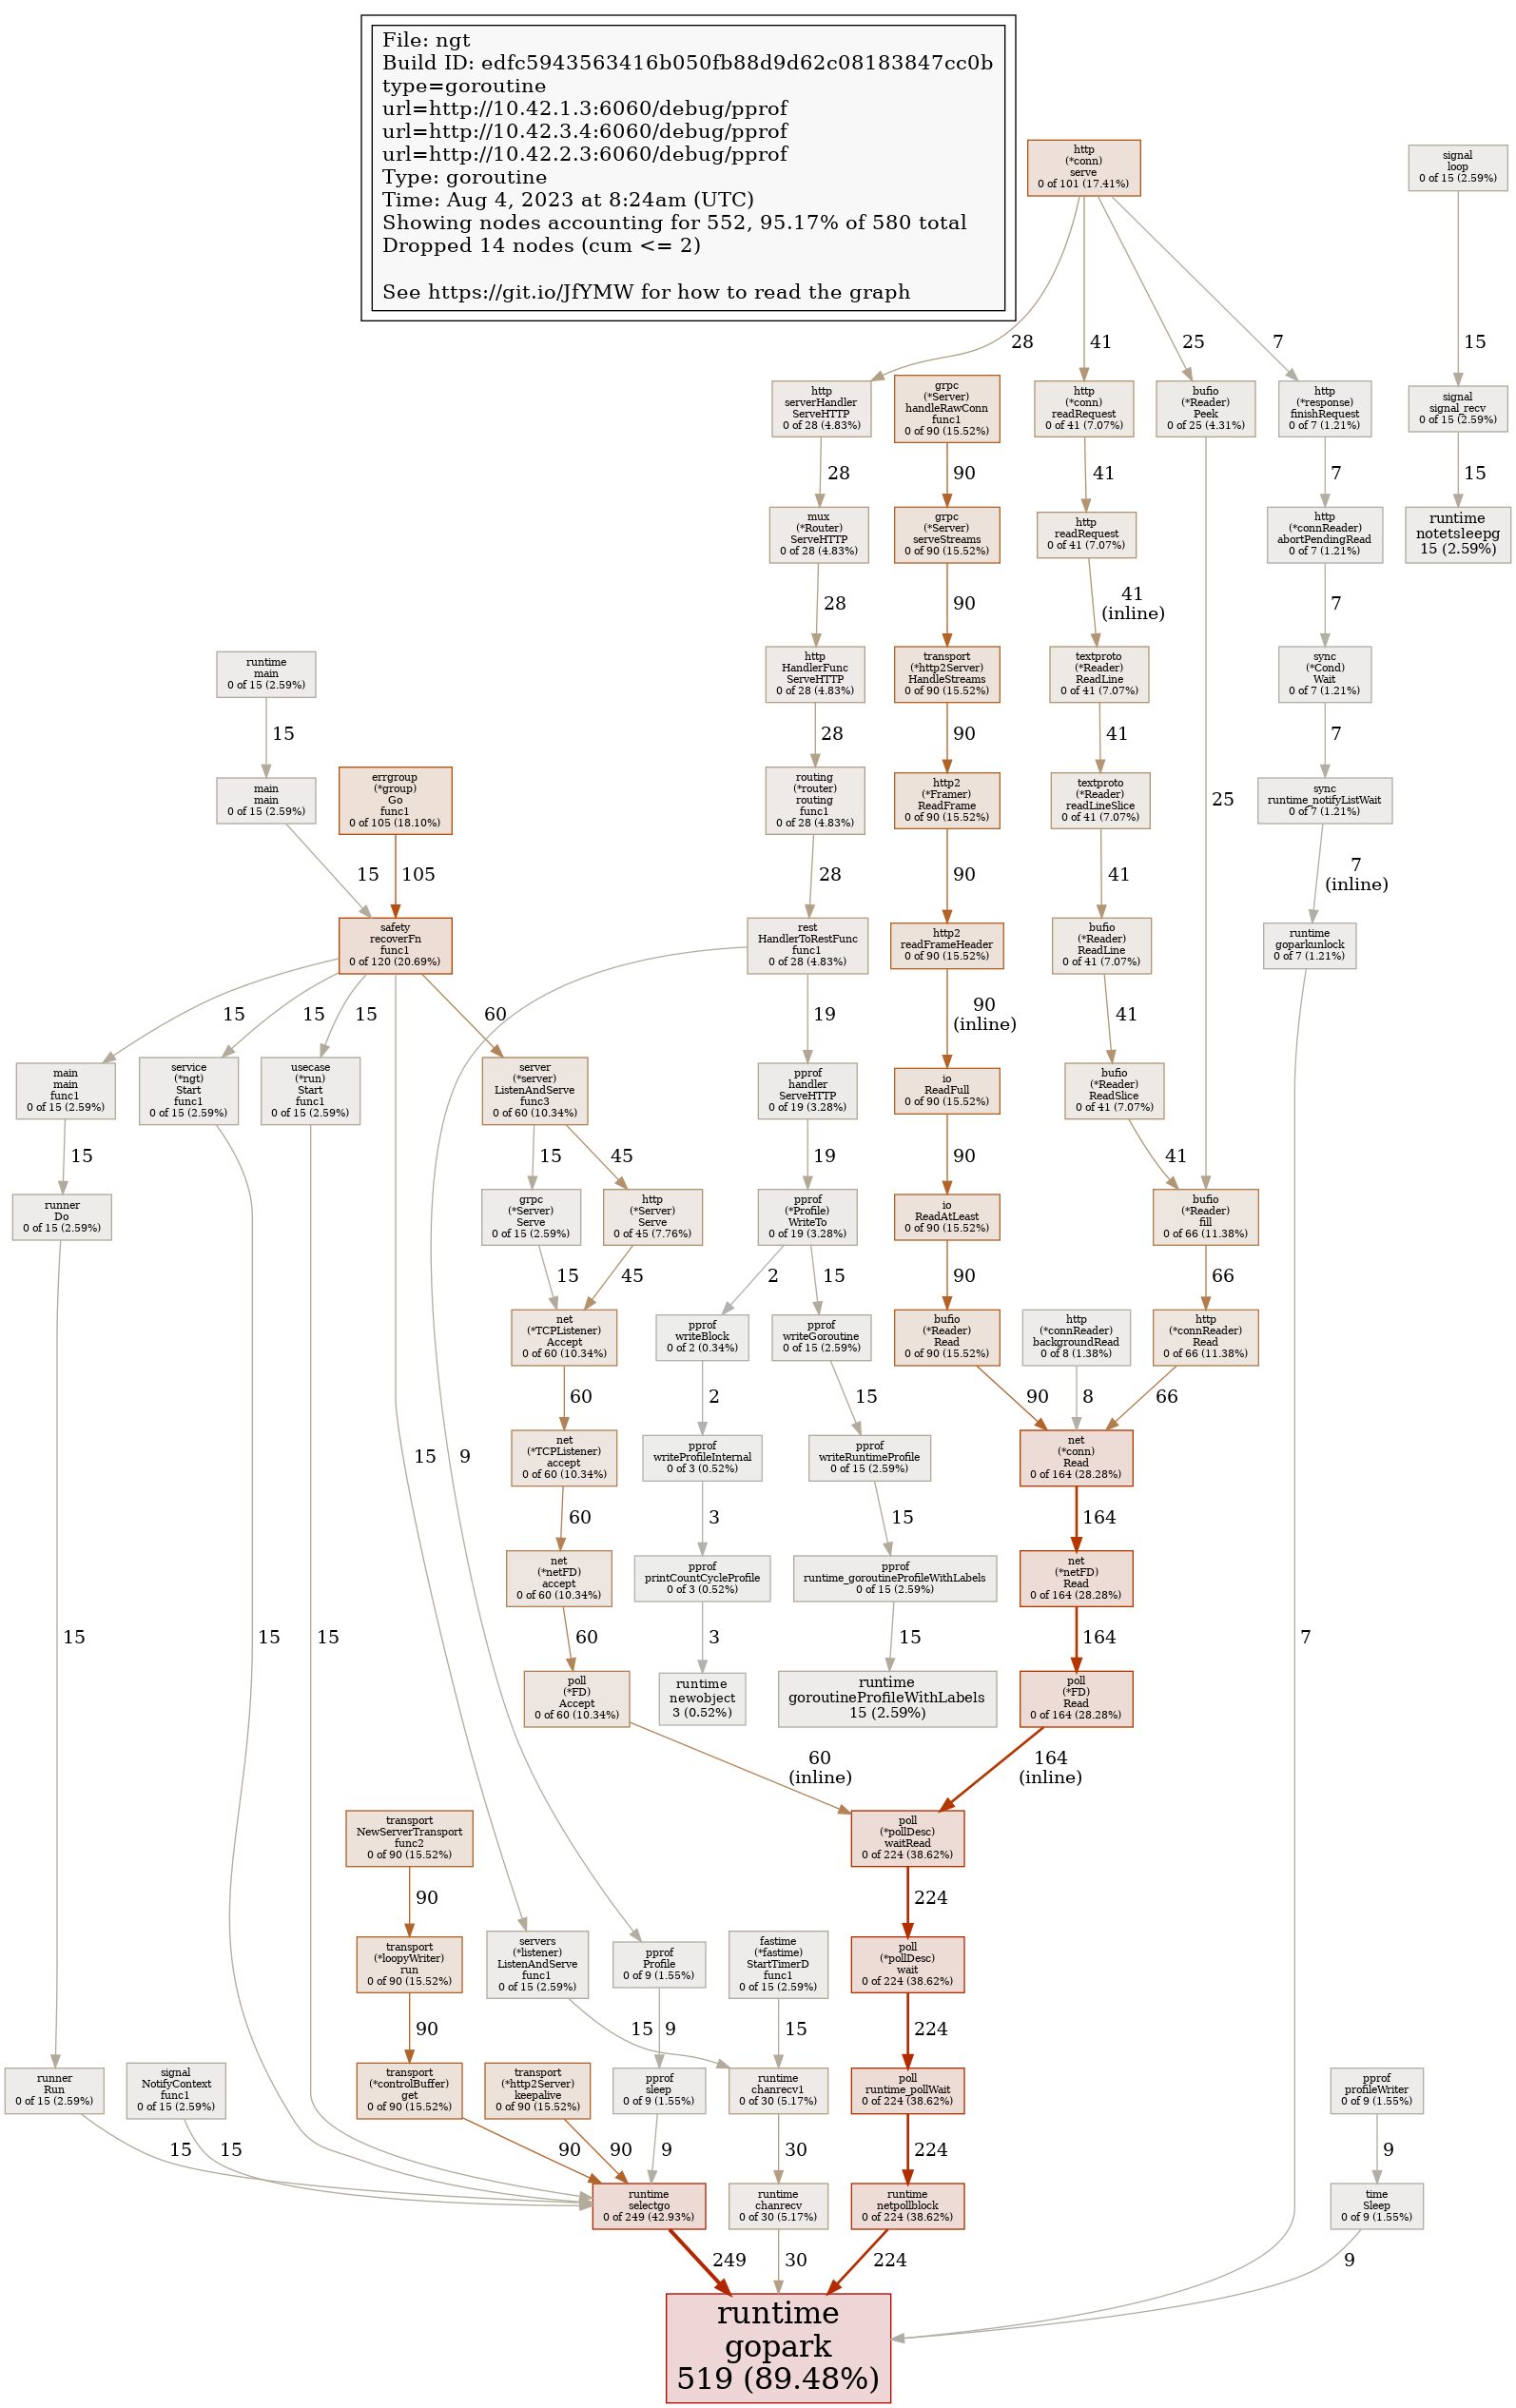 File: ngt
Build ID: edfc5943563416b050fb88d9d62c08183847cc0b
type=goroutine
url=http://10.42.1.3:6060/debug/pprof
url=http://10.42.3.4:6060/debug/pprof
url=http://10.42.2.3:6060/debug/pprof
Type: goroutine
Time: Aug 4, 2023 at 8:24am (UTC)
Showing nodes accounting for 552, 95.17% of 580 total
Dropped 14 nodes (cum <= 2)
See https://git.io/JfYMW for how to read the graph
http
(*conn)
serve
0 of 101 (17.41%)
signal
loop
0 of 15 (2.59%)
28
41
25
7
15
http
serverHandler
ServeHTTP
0 of 28 (4.83%)
grpc
(*Server)
handleRawConn
func1
0 of 90 (15.52%)
http
(*conn)
readRequest
0 of 41 (7.07%)
bufio
(*Reader)
Peek
0 of 25 (4.31%)
http
(*response)
finishRequest
0 of 7 (1.21%)
signal
signal_recv
0 of 15 (2.59%)
28
90
41
7
15
mux
(*Router)
ServeHTTP
0 of 28 (4.83%)
grpc
(*Server)
serveStreams
0 of 90 (15.52%)
http
readRequest
0 of 41 (7.07%)
http
(*connReader)
abortPendingRead
0 of 7 (1.21%)
runtime
notetsleepg
15 (2.59%)
28
90
41
(inline)
7
runtime
main
0 of 15 (2.59%)
http
HandlerFunc
ServeHTTP
0 of 28 (4.83%)
transport
(*http2Server)
HandleStreams
0 of 90 (15.52%)
textproto
(*Reader)
ReadLine
0 of 41 (7.07%)
sync
(*Cond)
Wait
0 of 7 (1.21%)
15
28
90
41
7
main
main
0 of 15 (2.59%)
errgroup
(*group)
Go
func1
0 of 105 (18.10%)
routing
(*router)
routing
func1
0 of 28 (4.83%)
http2
(*Framer)
ReadFrame
0 of 90 (15.52%)
textproto
(*Reader)
readLineSlice
0 of 41 (7.07%)
25
sync
runtime_notifyListWait
0 of 7 (1.21%)
15
105
28
90
41
7
(inline)
safety
recoverFn
func1
0 of 120 (20.69%)
rest
HandlerToRestFunc
func1
0 of 28 (4.83%)
http2
readFrameHeader
0 of 90 (15.52%)
bufio
(*Reader)
ReadLine
0 of 41 (7.07%)
runtime
goparkunlock
0 of 7 (1.21%)
15
15
15
60
19
90
(inline)
41
main
main
func1
0 of 15 (2.59%)
service
(*ngt)
Start
func1
0 of 15 (2.59%)
usecase
(*run)
Start
func1
0 of 15 (2.59%)
server
(*server)
ListenAndServe
func3
0 of 60 (10.34%)
pprof
handler
ServeHTTP
0 of 19 (3.28%)
io
ReadFull
0 of 90 (15.52%)
bufio
(*Reader)
ReadSlice
0 of 41 (7.07%)
15
15
45
19
90
41
runner
Do
0 of 15 (2.59%)
grpc
(*Server)
Serve
0 of 15 (2.59%)
http
(*Server)
Serve
0 of 45 (7.76%)
pprof
(*Profile)
WriteTo
0 of 19 (3.28%)
io
ReadAtLeast
0 of 90 (15.52%)
bufio
(*Reader)
fill
0 of 66 (11.38%)
15
45
2
15
90
66
net
(*TCPListener)
Accept
0 of 60 (10.34%)
pprof
writeBlock
0 of 2 (0.34%)
pprof
writeGoroutine
0 of 15 (2.59%)
bufio
(*Reader)
Read
0 of 90 (15.52%)
http
(*connReader)
backgroundRead
0 of 8 (1.38%)
http
(*connReader)
Read
0 of 66 (11.38%)
60
2
15
90
8
66
15
9
net
(*TCPListener)
accept
0 of 60 (10.34%)
pprof
writeProfileInternal
0 of 3 (0.52%)
pprof
writeRuntimeProfile
0 of 15 (2.59%)
net
(*conn)
Read
0 of 164 (28.28%)
60
3
15
164
net
(*netFD)
accept
0 of 60 (10.34%)
pprof
printCountCycleProfile
0 of 3 (0.52%)
pprof
runtime_goroutineProfileWithLabels
0 of 15 (2.59%)
net
(*netFD)
Read
0 of 164 (28.28%)
15
15
15
60
3
15
164
7
poll
(*FD)
Accept
0 of 60 (10.34%)
runtime
newobject
3 (0.52%)
runtime
goroutineProfileWithLabels
15 (2.59%)
poll
(*FD)
Read
0 of 164 (28.28%)
60
(inline)
164
(inline)
transport
NewServerTransport
func2
0 of 90 (15.52%)
poll
(*pollDesc)
waitRead
0 of 224 (38.62%)
90
224
transport
(*loopyWriter)
run
0 of 90 (15.52%)
servers
(*listener)
ListenAndServe
func1
0 of 15 (2.59%)
pprof
Profile
0 of 9 (1.55%)
fastime
(*fastime)
StartTimerD
func1
0 of 15 (2.59%)
poll
(*pollDesc)
wait
0 of 224 (38.62%)
90
15
9
15
224
runner
Run
0 of 15 (2.59%)
signal
NotifyContext
func1
0 of 15 (2.59%)
transport
(*controlBuffer)
get
0 of 90 (15.52%)
transport
(*http2Server)
keepalive
0 of 90 (15.52%)
pprof
sleep
0 of 9 (1.55%)
runtime
chanrecv1
0 of 30 (5.17%)
poll
runtime_pollWait
0 of 224 (38.62%)
pprof
profileWriter
0 of 9 (1.55%)
15
15
90
90
9
30
224
9
runtime
selectgo
0 of 249 (42.93%)
runtime
chanrecv
0 of 30 (5.17%)
runtime
netpollblock
0 of 224 (38.62%)
time
Sleep
0 of 9 (1.55%)
249
30
224
9
runtime
gopark
519 (89.48%)